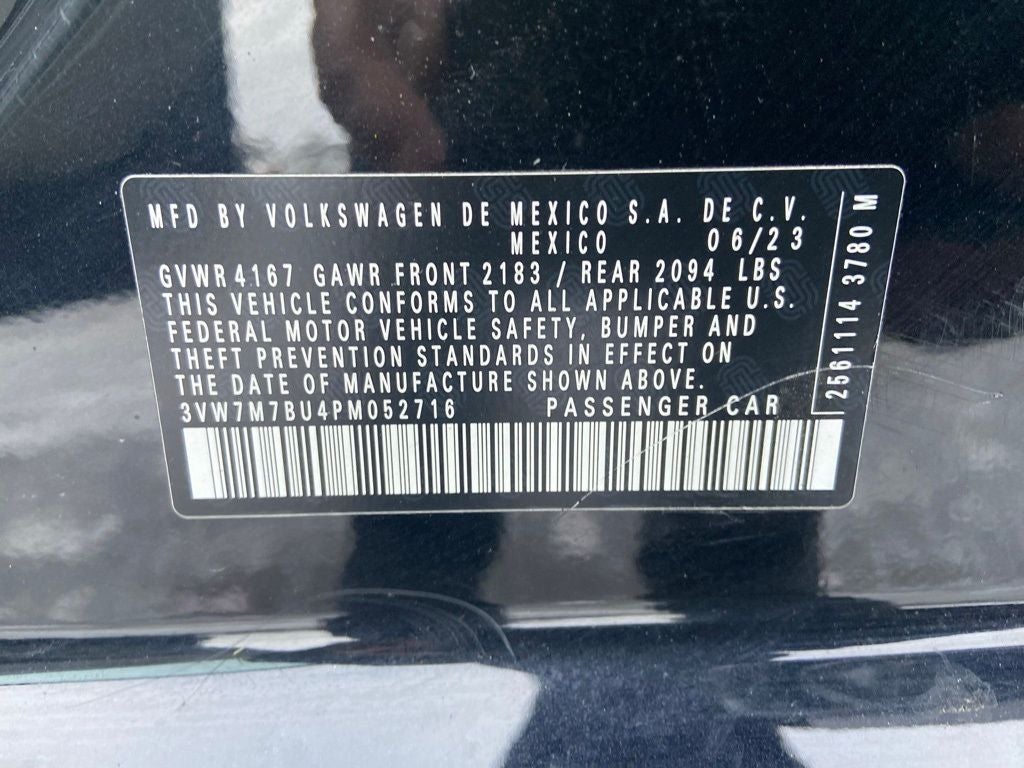 MFD BY VOLKSWAGEN DE MEXICO S.A. DE C.V.
MEXICO 06/23
GVWR 4167 GAWR FRONT 2183 / REAR 2094 LBS
THIS VEHICLE CONFORMS TO ALL APPLICABLE U.S.
FEDERAL MOTOR VEHICLE SAFETY, BUMPER AND
THEFT PREVENTION STANDARDS IN EFFECT ON
THE DATE OF MANUFACTURE SHOWN ABOVE.
3VW7M7BU4PM052716 PASSENGER CAR
2561114 3780 M